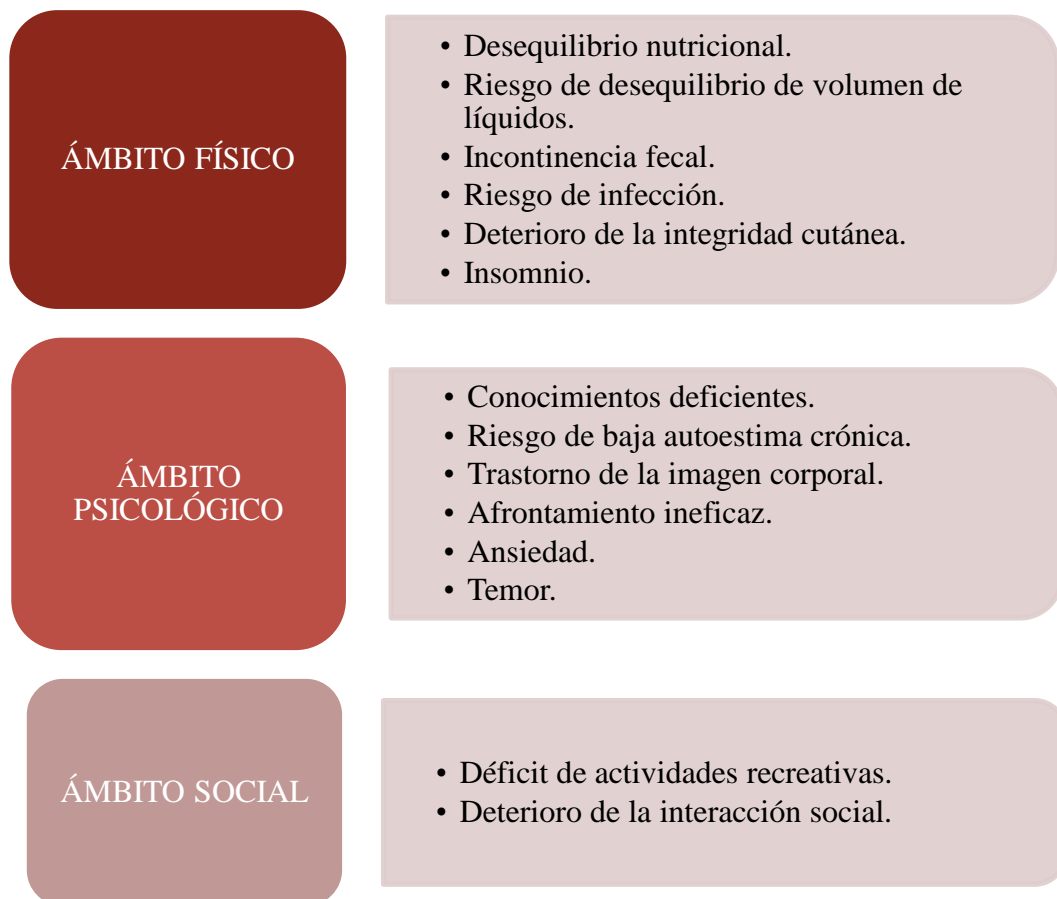 ÁMBITO FÍSICO
• Desequilibrio nutricional.
• Riesgo de desequilibrio de volumen de
líquidos.
• Incontinencia fecal.
• Riesgo de infección.
• Deterioro de la integridad cutánea.
• Insomnio.
ÁMBITO
PSICOLÓGICO
• Conocimientos deficientes.
• Riesgo de baja autoestima crónica.
• Trastorno de la imagen corporal.
• Afrontamiento ineficaz.
• Ansiedad.
• Temor.
ÁMBITO SOCIAL
• Déficit de actividades recreativas.
• Deterioro de la interacción social.